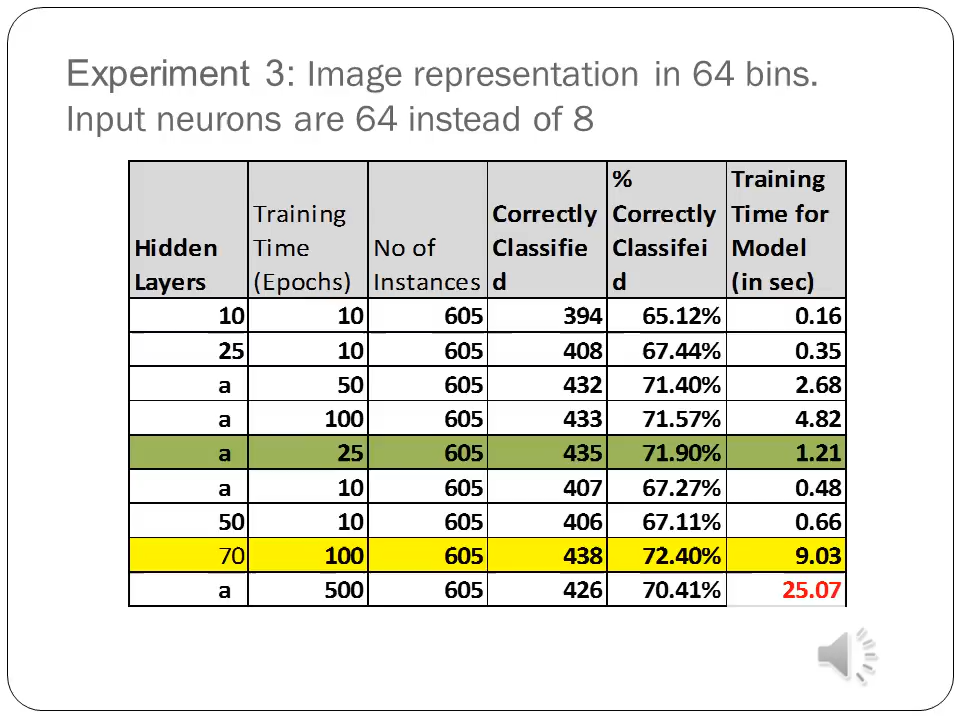 Experiment 3: Image representation in 64 bins.
Input neurons are 64 instead of 8
Hidden Layers Training Time (Epochs) No of Instances Correctly Classifie d % Correctly Classifei d Training Time for Model (in sec)
10 10 605 394 65.12% 0.16
25 10 605 408 67.44% 0.35
a 50 605 432 71.40% 2.68
a 100 605 433 71.57% 4.82
a 25 605 435 71.90% 1.21
a 10 605 407 67.27% 0.48
50 10 605 406 67.11% 0.66
70 100 605 438 72.40% 9.03
a 500 605 426 70.41% 25.07